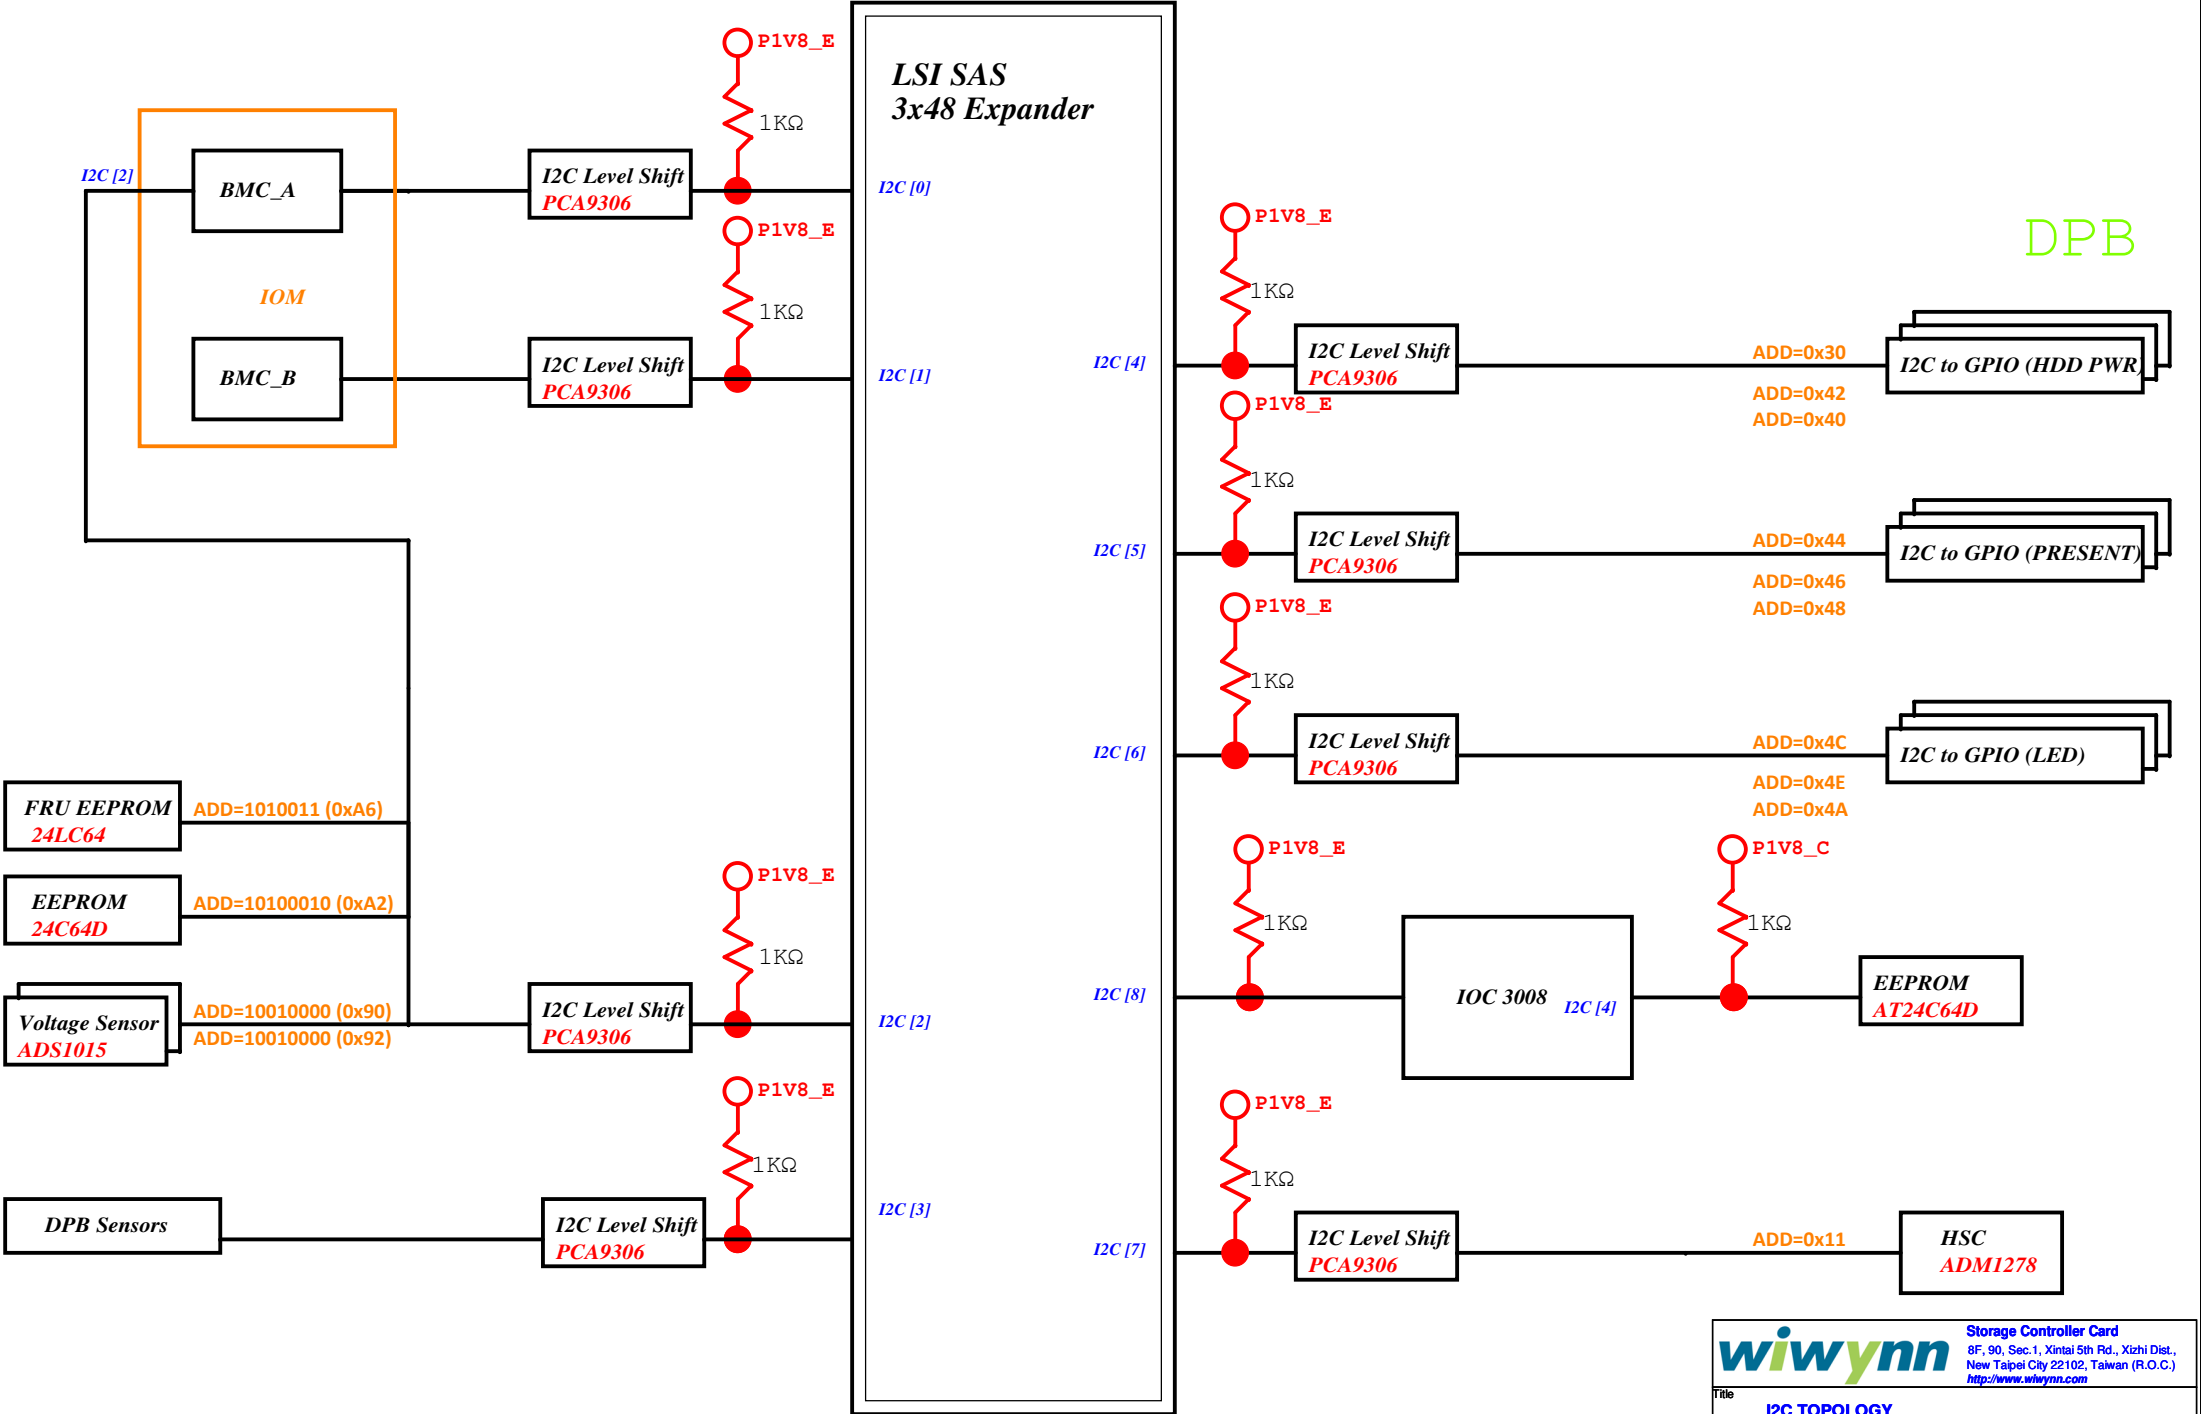 P1V8_E
LSI SAS
3x48 Expander
1KΩ
I2C [2]
BMC_A
I2C Level Shift
PCA9306
I2C [0]
P1V8_E
1KΩ
IOM
BMC_B
I2C Level Shift
PCA9306
I2C [1]
P1V8_E
DPB
1KΩ
I2C [4]
I2C Level Shift
PCA9306
ADD=0x30
I2C to GPIO (HDD PWR)
ADD=0x42
ADD=0x40
P1V8_E
1KΩ
I2C [5]
I2C Level Shift
PCA9306
ADD=0x44
I2C to GPIO (PRESENT)
ADD=0x46
ADD=0x48
P1V8_E
1KΩ
I2C [6]
I2C Level Shift
PCA9306
ADD=0x4C
I2C to GPIO (LED)
ADD=0x4E
ADD=0x4A
FRU EEPROM
24LC64
ADD=1010011 (0xA6)
EEPROM
24C64D
ADD=10100010 (0xA2)
Voltage Sensor
ADS1015
ADD=10010000 (0x90)
ADD=10010000 (0x92)
I2C Level Shift
PCA9306
P1V8_E
1KΩ
I2C [2]
P1V8_E
1KΩ
I2C [8]
IOC 3008
I2C [4]
P1V8_C
1KΩ
EEPROM
AT24C64D
DPB Sensors
I2C Level Shift
PCA9306
P1V8_E
1KΩ
I2C [3]
P1V8_E
1KΩ
I2C [7]
I2C Level Shift
PCA9306
ADD=0x11
HSC
ADM1278
wiwynn
Storage Controller Card
8F, 90, Sec.1, Xintai 5th Rd., Xizhi Dist.,
New Taipei City 22102, Taiwan (R.O.C.)
http://www.wiwynn.com
Title
I2C TOPOLOGY